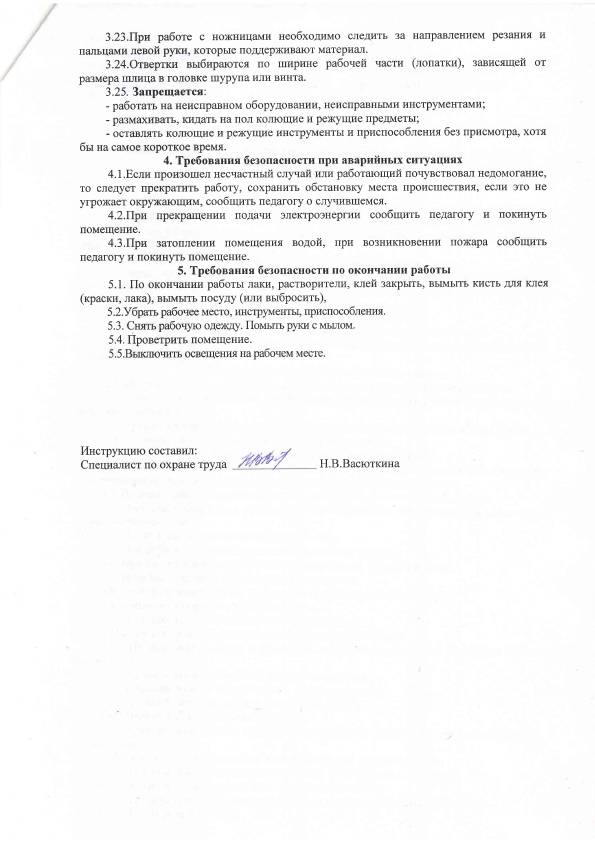 3.23.При работе с ножницами необходимо следить за направлением резания и
пальцами левой руки, которые поддерживают материал.
3.24.Отвертки выбираются по ширине рабочей части (лопатки), зависящей от
размера шлица в головке шурупа или винта.
3.25. Запрещается:
- работать на неисправном оборудовании, неисправными инструментами;
- размахивать, кидать на пол колющие и режущие предметы;
- оставлять колющие и режущие инструменты и приспособления без присмотра, хотя
бы на самое короткое время.
4. Требования безопасности при аварийных ситуациях
4.1.Если произошел несчастный случай или работающий почувствовал недомогание,
то следует прекратить работу, сохранить обстановку места происшествия, если это не
угрожает окружающим, сообщить педагогу о случившемся.
4.2.При прекращении подачи электроэнергии сообщить педагогу и покинуть
помещение.
4.3.При затоплении помещения водой, при возникновении пожара сообщить
педагогу и покинуть помещение.
5. Требования безопасности по окончании работы
5.1. По окончании работы лаки, растворители, клей закрыть, вымыть кисть для клея
(краски, лака), вымыть посуду (или выбросить),
5.2.Убрать рабочее место, инструменты, приспособления.
5.3. Снять рабочую одежду. Помыть руки с мылом.
5.4. Проветрить помещение.
5.5.Выключить освещения на рабочем месте.
Инструкцию составил:
Специалист по охране труда ______________ Н.В.Васюткина